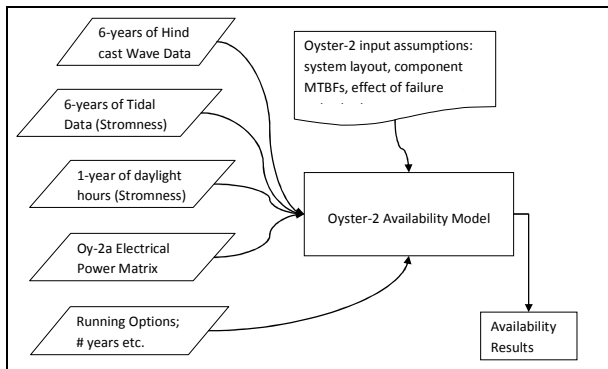 6-years of Hind
cast Wave Data
6-years of Tidal
Data (Stromness)
1-year of daylight
hours (Stromness)
Oy-2a Electrical
Power Matrix
Running Options;
# years etc.
Oyster-2 input assumptions:
system layout, component
MTBFs, effect of failure
Oyster-2 Availability Model
Availability
Results